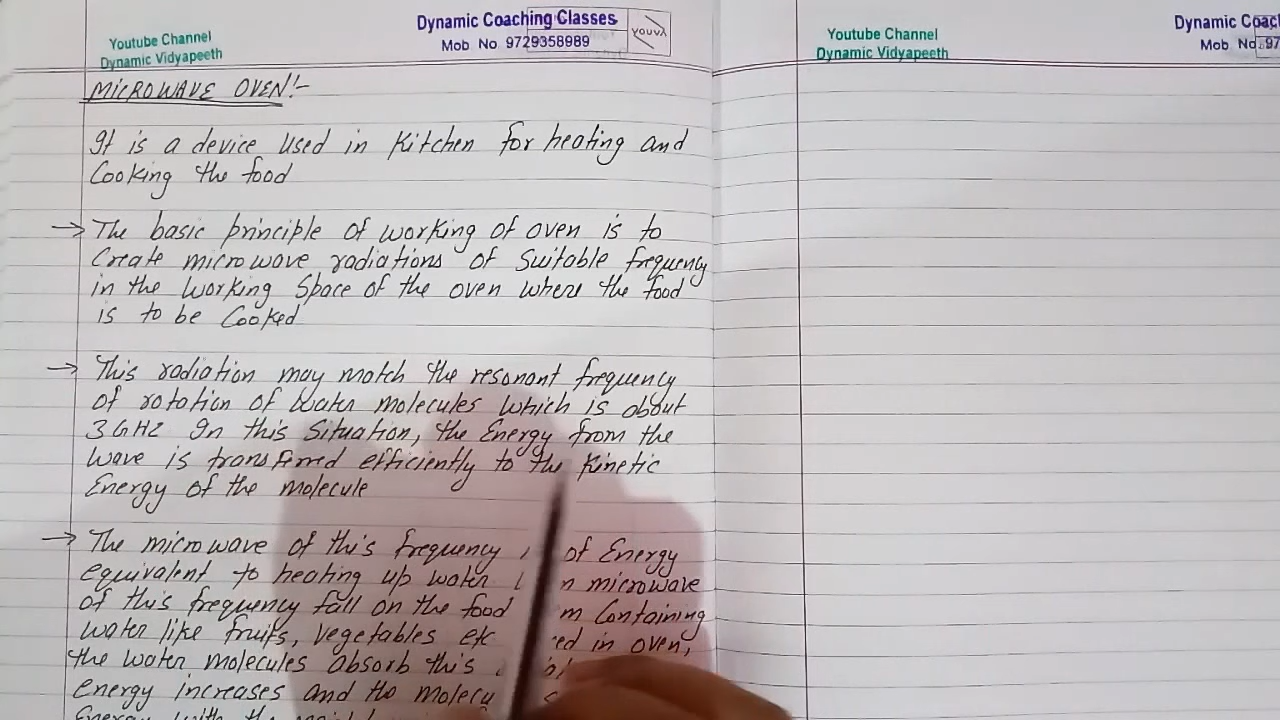 Youtube Channel
Dynamic Vidyapeeth
Dynamic Coaching Classes
Mob No 9729358989
youva
Youtube Channel
Dynamic Vidyapeeth
Dynamic Coac
Mob No. 97
MICROWAVE OVEN!-
It is a device used in Kitchen for heating and
Cooking the food
→ The basic principle of working of oven is to
Create microwave radiations of suitable frequency
in the working space of the oven where the food
is to be Cooked
→ This radiation may match the resonant frequency
of rotation of water molecules which is about
3 GHz In this situation, the Energy from the
wave is transferred efficiently to the Kinetic
Energy of the molecule
→ The microwave of this frequency of Energy
equivalent to heating up water microwave
of this frequency fall on the food Containing
water like fruits, vegetables etc in oven,
the water molecules absorb this
energy increases and
Energy with the